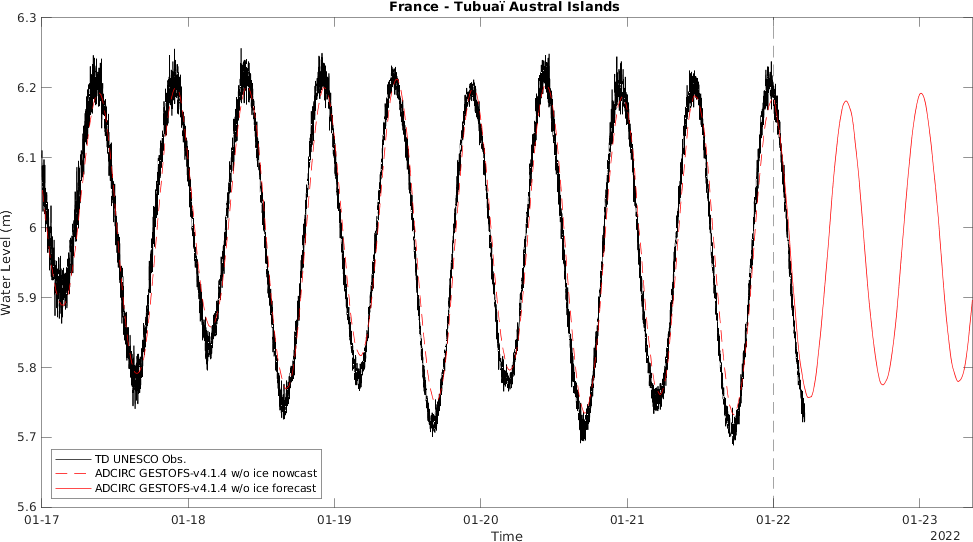 France - Tubuaï Austral Islands
6.3
6.2
6.1
6
5.9
5.8
5.7
5.6
Water Level (m)
TD UNESCO Obs.
ADCIRC GESTOFS-v4.1.4 w/o ice nowcast
ADCIRC GESTOFS-v4.1.4 w/o ice forecast
01-17 01-18 01-19 01-20 01-21 01-22 01-23
Time
2022